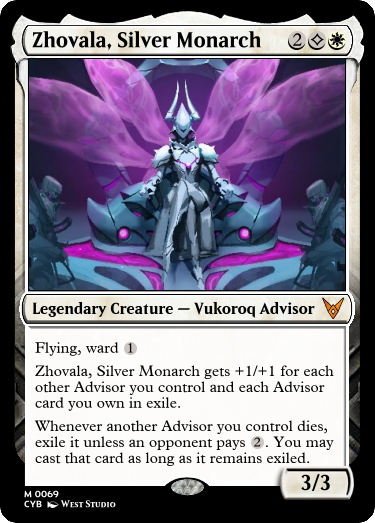 Zhovala, Silver Monarch 2
Legendary Creature — Vukoroq Advisor
Flying, ward 1
Zhovala, Silver Monarch gets +1/+1 for each
other Advisor you control and each Advisor
card you own in exile.
Whenever another Advisor you control dies,
exile it unless an opponent pays 2. You may
cast that card as long as it remains exiled.
3/3
M 0069
CYB West Studio